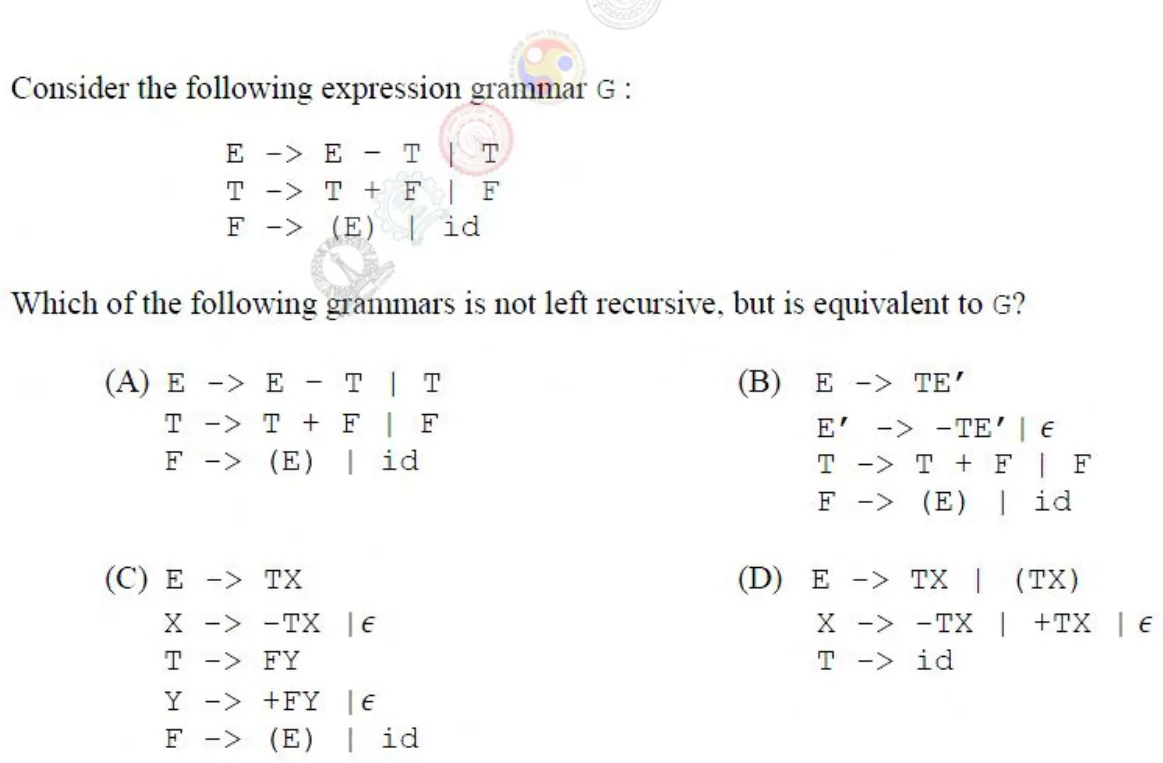 Consider the following expression grammar G :
E -> E - T | T
T -> T + F | F
F -> (E) | id
Which of the following grammars is not left recursive, but is equivalent to G?
(A) E -> E - T | T
T -> T + F | F
F -> (E) | id
(B) E -> TE′
E′ -> -TE′ | ϵ
T -> T + F | F
F -> (E) | id
(C) E -> TX
X -> -TX | ϵ
T -> FY
Y -> +FY | ϵ
F -> (E) | id
(D) E -> TX | (TX)
X -> -TX | +TX | ϵ
T -> id